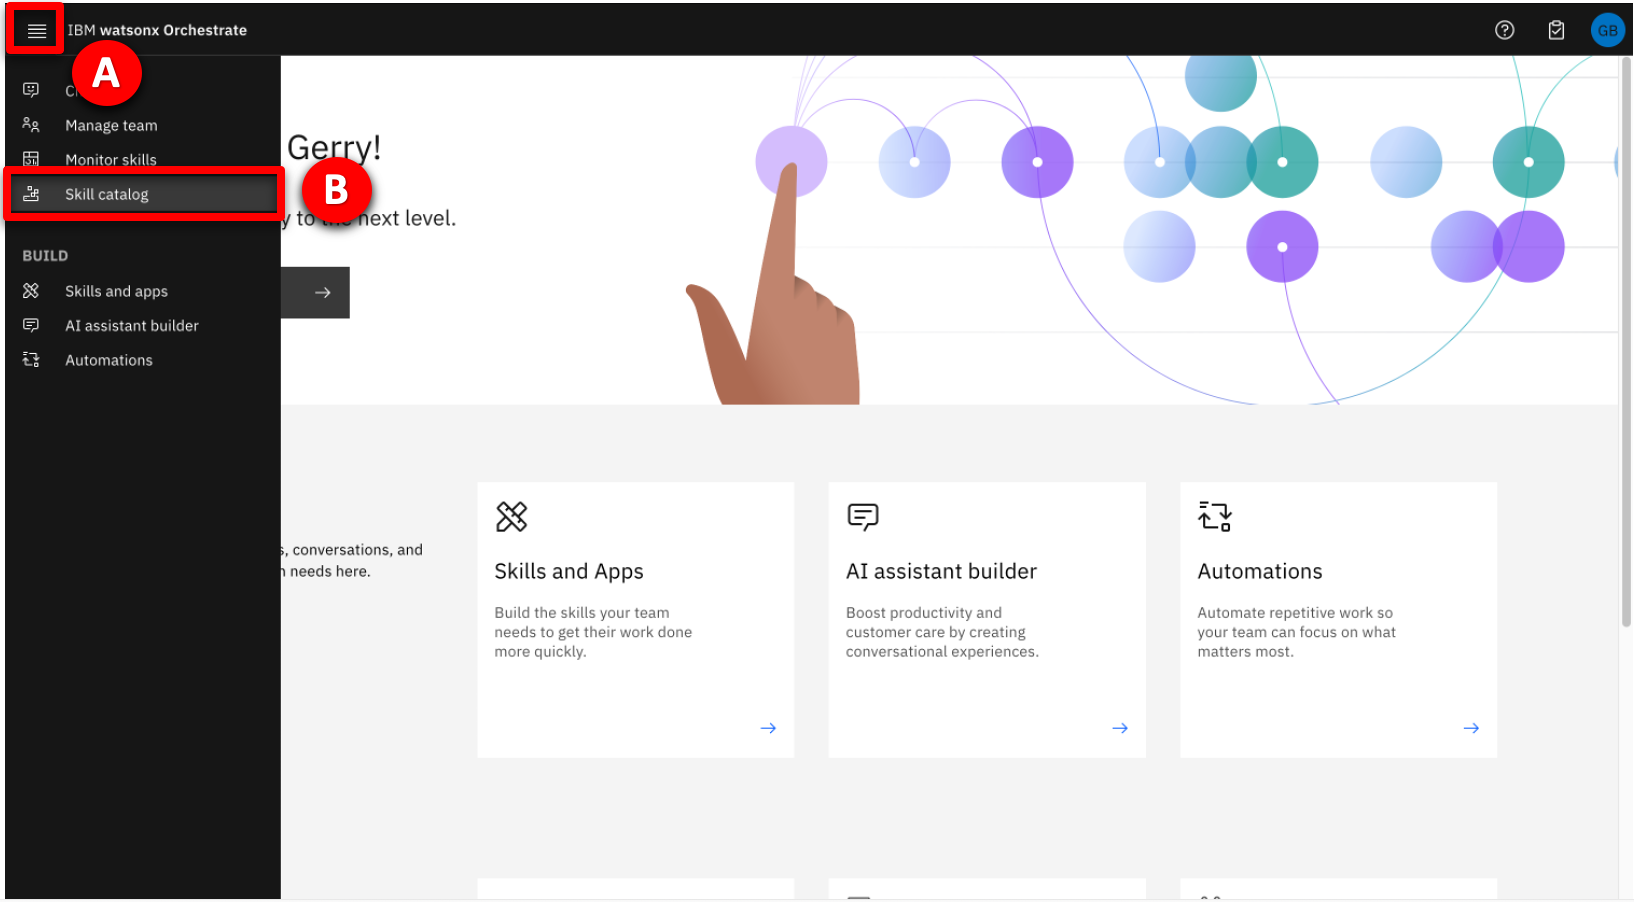 IBM watsonx Orchestrate
GB
A
Manage team
Monitor skills
Skill catalog
B
BUILD
Skills and apps
AI assistant builder
Automations
Gerry!
to the next level.
conversations, and
needs here.
Skills and Apps
Build the skills your team
needs to get their work done
more quickly.
AI assistant builder
Boost productivity and
customer care by creating
conversational experiences.
Automations
Automate repetitive work so
your team can focus on what
matters most.